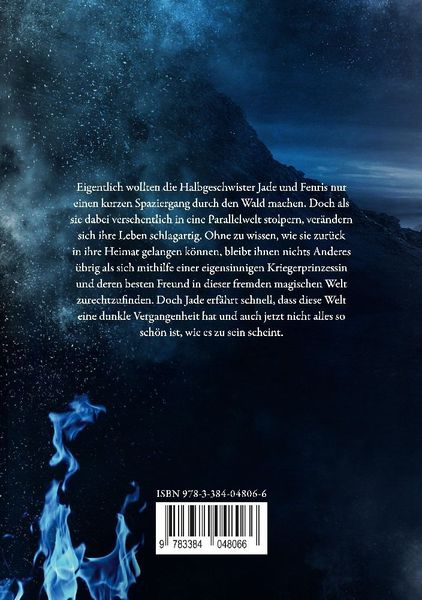 Eigentlich wollten die Halbgeschwister Jade und Fenris nur
einen kurzen Spaziergang durch den Wald machen. Doch als
sie dabei versehentlich in eine Parallelwelt stolpern, verändern
sich ihre Leben schlagartig. Ohne zu wissen, wie sie zurück
in ihre Heimat gelangen können, bleibt ihnen nichts Anderes
übrig als sich mithilfe einer eigensinnigen Kriegerprinzessin
und deren besten Freund in dieser fremden magischen Welt
zurechtzufinden. Doch Jade erfährt schnell, dass diese Welt
eine dunkle Vergangenheit hat und auch jetzt nicht alles so
schön ist, wie es zu sein scheint.
ISBN 978-3-384-04806-6
9 783384 048066